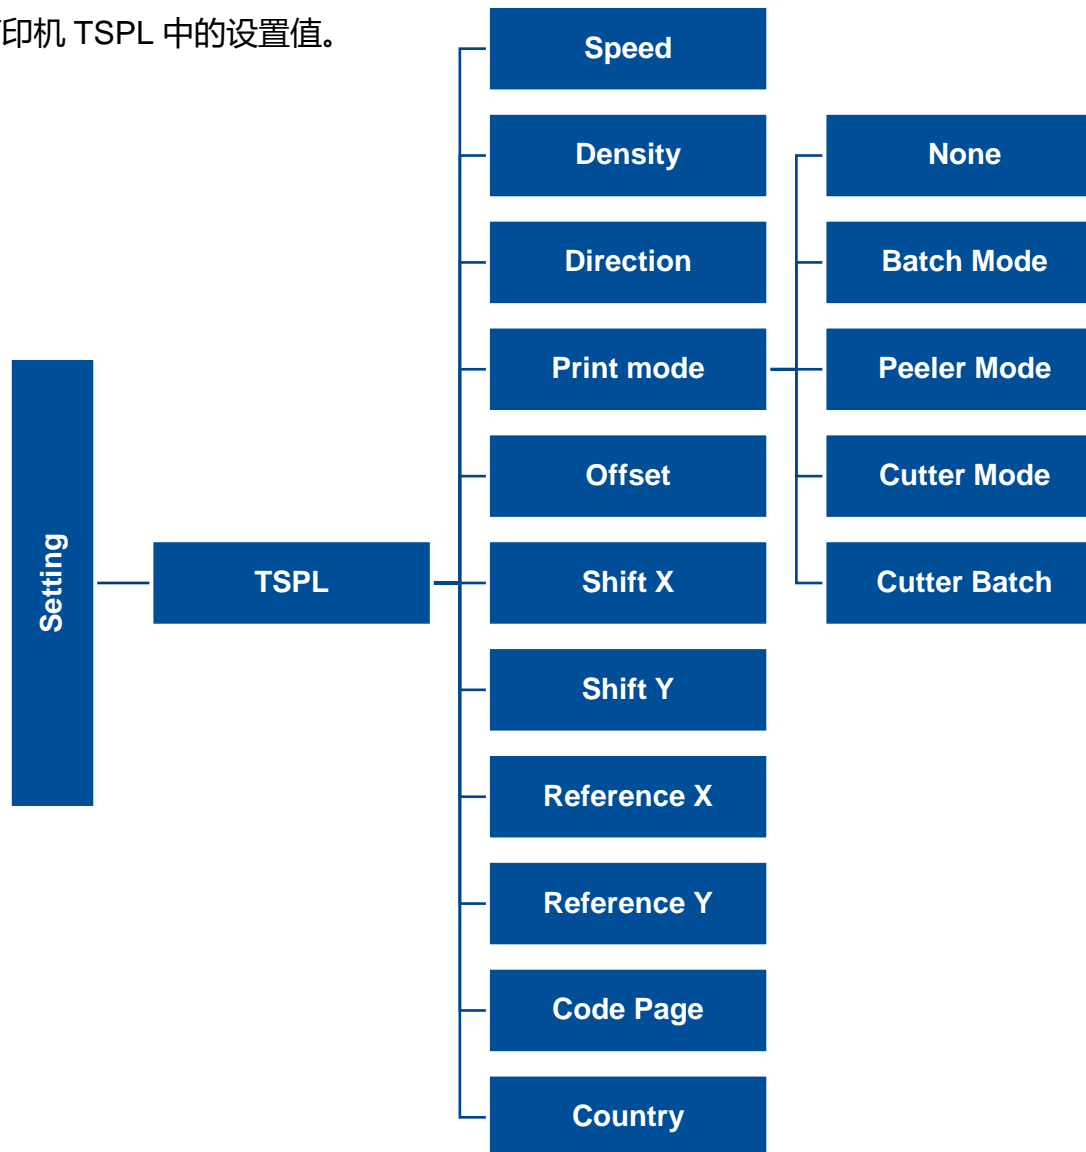 印机 TSPL 中的设置值。
Speed
Density
None
Direction
Batch Mode
Print mode
Peeler Mode
Offset
Cutter Mode
Setting
TSPL
Shift X
Cutter Batch
Shift Y
Reference X
Reference Y
Code Page
Country